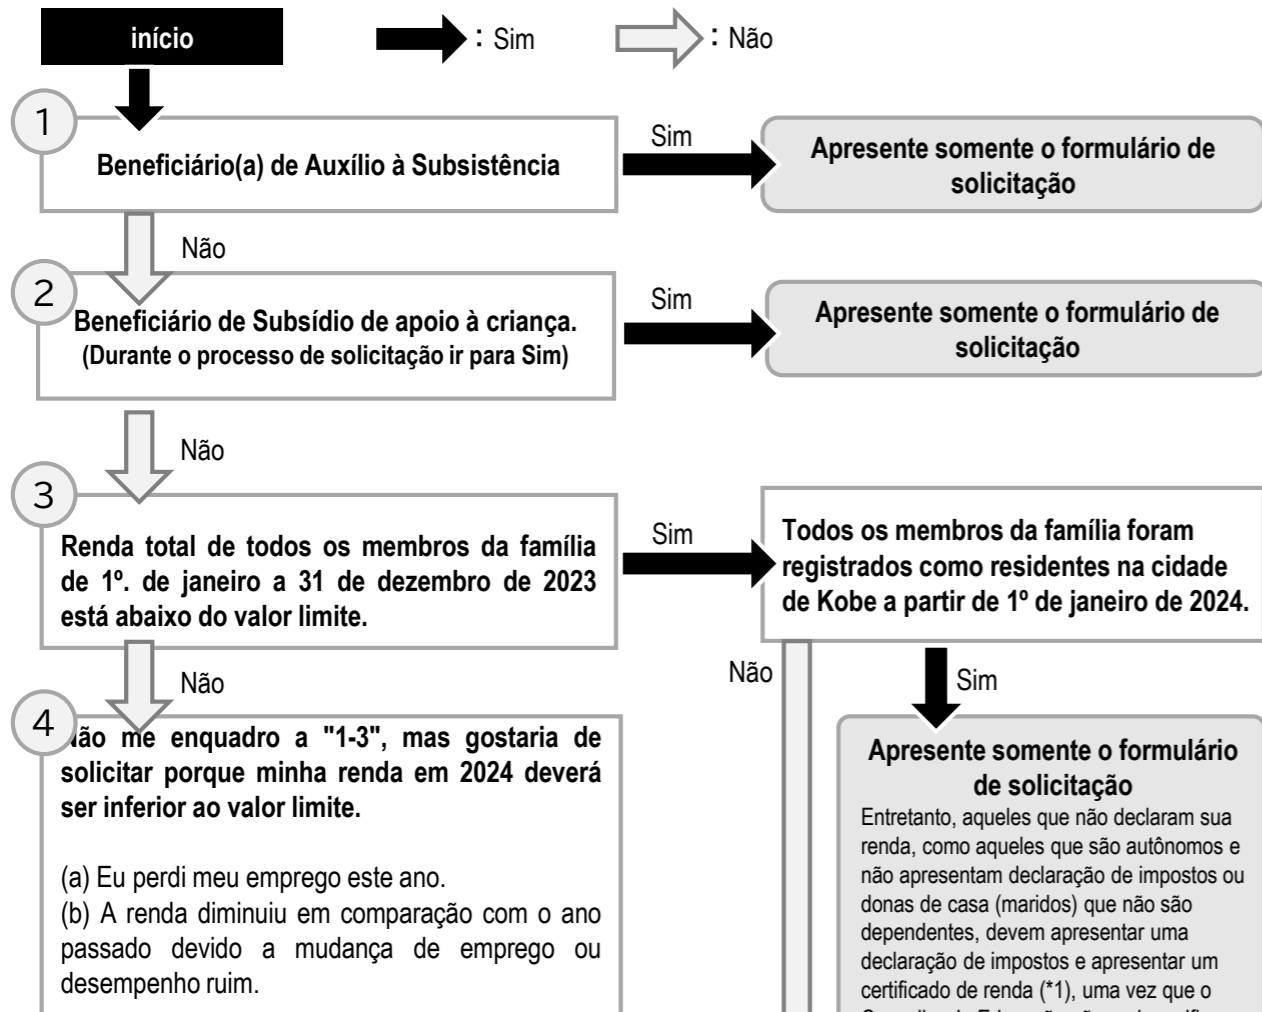 início
: Sim
: Não
1
Beneficiário(a) de Auxílio à Subsistência
Sim
Apresente somente o formulário de
solicitação
Não
2
Beneficiário de Subsídio de apoio à criança.
(Durante o processo de solicitação ir para Sim)
Sim
Apresente somente o formulário de
solicitação
Não
3
Renda total de todos os membros da família
de 1º. de janeiro a 31 de dezembro de 2023
está abaixo do valor limite.
Sim
Todos os membros da família foram
registrados como residentes na cidade
de Kobe a partir de 1º de janeiro de 2024.
Não
4
Não me enquadro a "1-3", mas gostaria de
solicitar porque minha renda em 2024 deverá
ser inferior ao valor limite.
(a) Eu perdi meu emprego este ano.
(b) A renda diminuiu em comparação com o ano
passado devido a mudança de emprego ou
desempenho ruim.
Não
Sim
Apresente somente o formulário
de solicitação
Entretanto, aqueles que não declaram sua
renda, como aqueles que são autônomos e
não apresentam declaração de impostos ou
donas de casa (maridos) que não são
dependentes, devem apresentar uma
declaração de impostos e apresentar um
certificado de renda (*1), uma vez que o